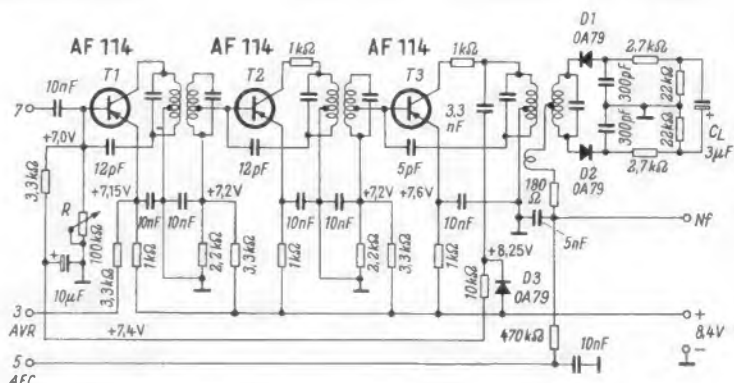 AF 114
AF 114
AF 114
D1
OA79
1kΩ
1kΩ
2,7kΩ
T1
T2
T3
10nF
7
300pF
22kΩ
300pF
22kΩ
CL
3µF
+
3,3
nF
2,7kΩ
D2
OA79
+7,0V
12pF
12pF
5pF
3,3kΩ
+7,15V
+7,2V
+7,2V
+7,6V
180
Ω
Nf
R
100kΩ
10nF
10nF
10nF
10nF
10nF
5nF
+8,25V
+
10µF
3,3kΩ
1kΩ
2,2kΩ
3,3kΩ
1kΩ
2,2kΩ
3,3kΩ
1kΩ
10kΩ
D3
OA79
3
AVR
+7,4V
+
8,4V
-
470kΩ
10nF
5
AFC